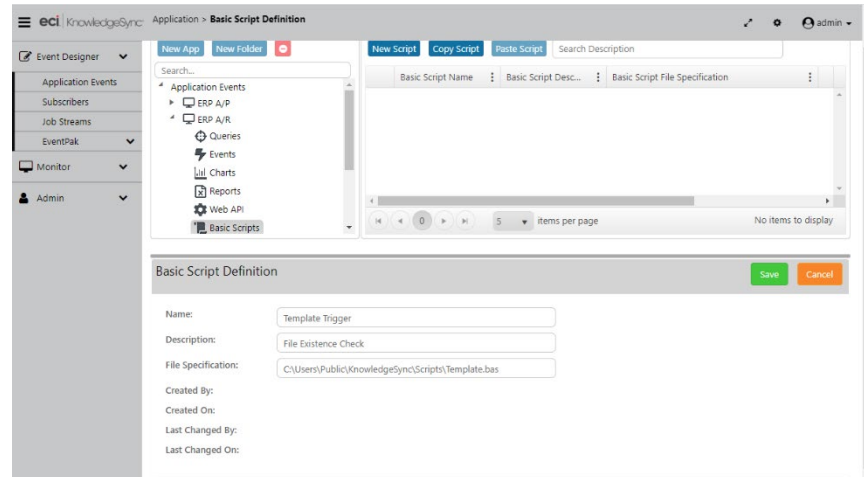 eci KnowledgeSync
Application > Basic Script Definition
admin
Event Designer
Application Events
Subscribers
Job Streams
EventPak
Monitor
Admin
New App
New Folder
Search...
Application Events
ERP A/P
ERP A/R
Queries
Events
Charts
Reports
Web API
Basic Scripts
New Script
Copy Script
Paste Script
Search Description
Basic Script Name
Basic Script Desc...
Basic Script File Specification
0
5
items per page
No items to display
Basic Script Definition
Save
Cancel
Name:
Template Trigger
Description:
File Existence Check
File Specification:
C:\Users\Public\KnowledgeSync\Scripts\Template.bas
Created By:
Created On:
Last Changed By:
Last Changed On: